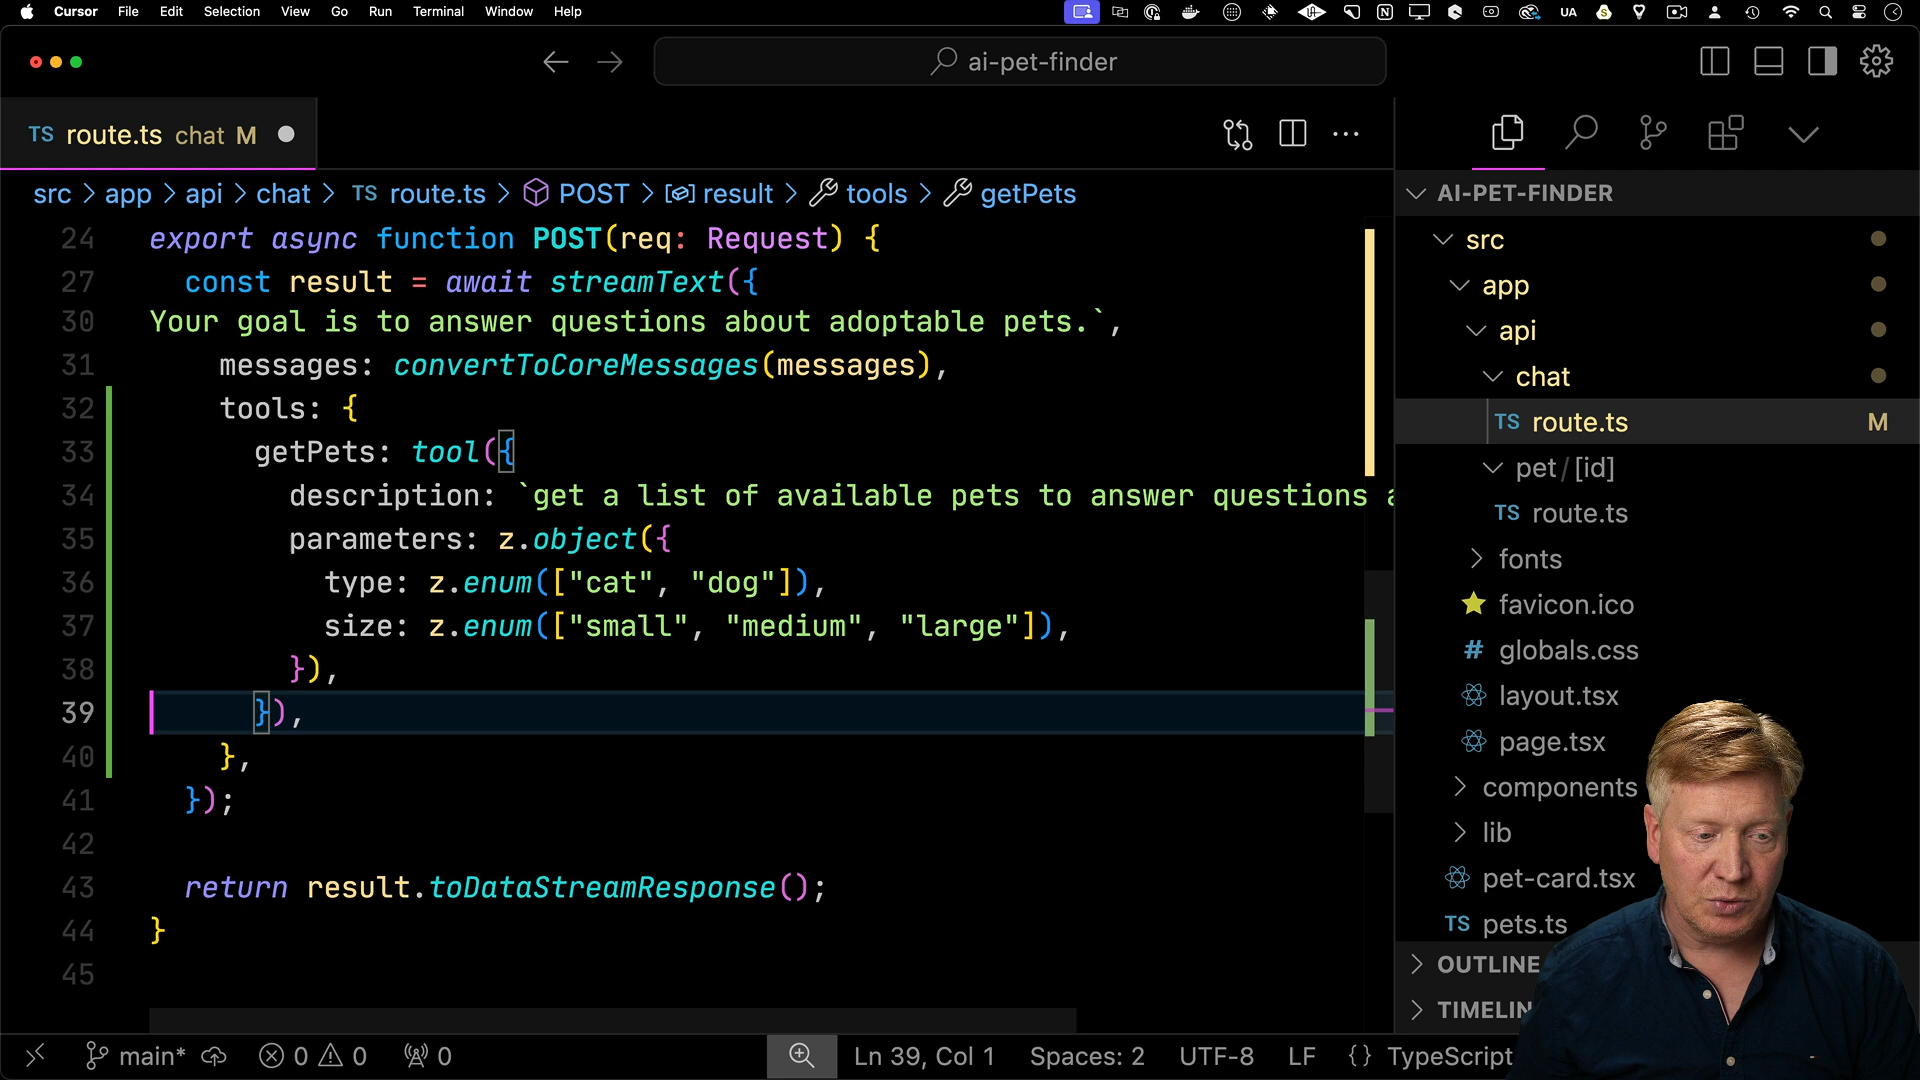 Cursor File Edit Selection View Go Run Terminal Window Help
UA
ai-pet-finder
TS route.ts chat M
src > app > api > chat > TS route.ts > POST > result > tools > getPets
24 export async function POST(req: Request) {
27 const result = await streamText({
30 Your goal is to answer questions about adoptable pets.`,
31 messages: convertToCoreMessages(messages),
32 tools: {
33 getPets: tool({
34 description: `get a list of available pets to answer questions a
35 parameters: z.object({
36 type: z.enum(["cat", "dog"]),
37 size: z.enum(["small", "medium", "large"]),
38 }),
39 }),
40 },
41 });
42
43 return result.toDataStreamResponse();
44 }
45
AI-PET-FINDER
src
app
api
chat
TS route.ts M
pet/[id]
TS route.ts
fonts
favicon.ico
# globals.css
layout.tsx
page.tsx
components
lib
pet-card.tsx
TS pets.ts
OUTLINE
TIMELIN
main* 0 0 0 Ln 39, Col 1 Spaces: 2 UTF-8 LF {} TypeScript